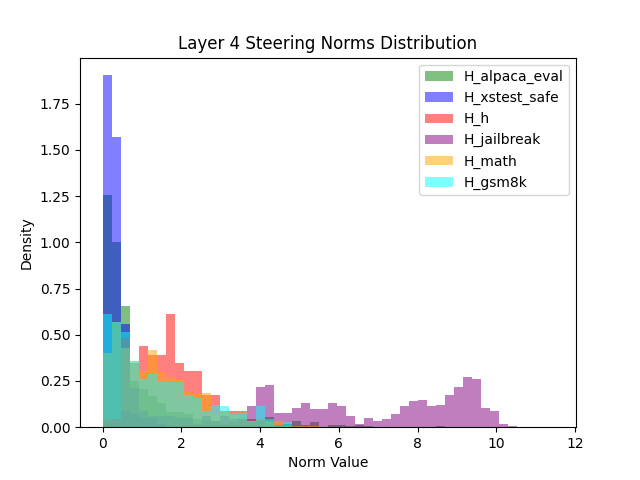 Layer 4 Steering Norms Distribution
H_alpaca_eval
H_xstest_safe
H_h
H_jailbreak
H_math
H_gsm8k
Density
1.75
1.50
1.25
1.00
0.75
0.50
0.25
0.00
0 2 4 6 8 10 12
Norm Value